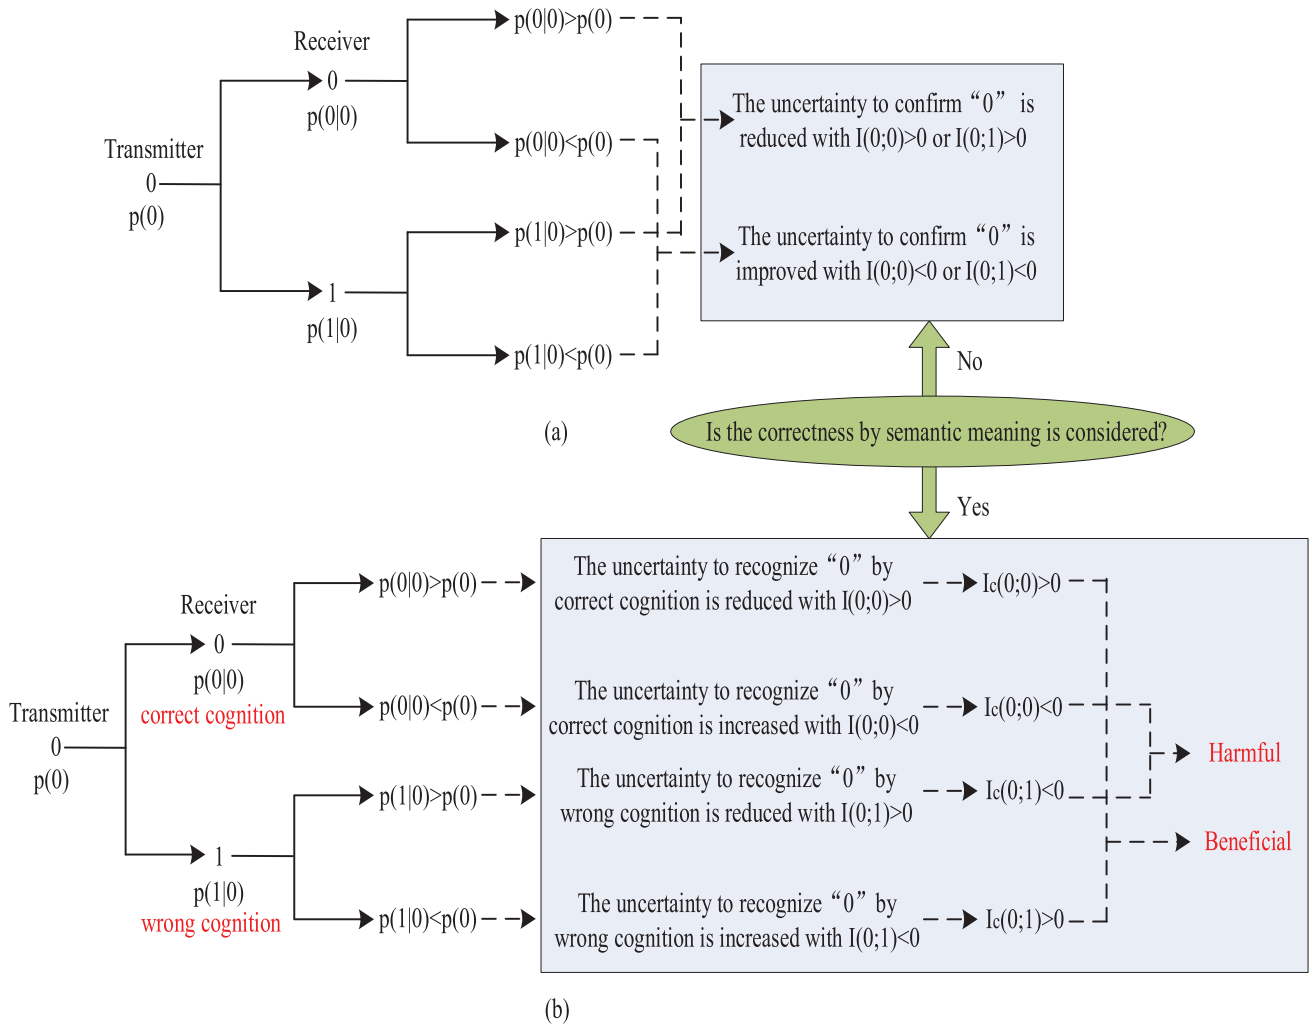 p(0|0)>p(0)
Receiver
0
p(0|0)
The uncertainty to confirm “0” is
reduced with I(0;0)>0 or I(0;1)>0
p(0|0)<p(0)
Transmitter
0
p(0)
p(1|0)>p(0)
The uncertainty to confirm “0” is
improved with I(0;0)<0 or I(0;1)<0
1
p(1|0)
p(1|0)<p(0)
No
(a)
Is the correctness by semantic meaning is considered?
Yes
The uncertainty to recognize “0” by
correct cognition is reduced with I(0;0)>0
p(0|0)>p(0)
Ic(0;0)>0
Receiver
0
p(0|0)
correct cognition
The uncertainty to recognize “0” by
correct cognition is increased with I(0;0)<0
p(0|0)<p(0)
Ic(0;0)<0
Transmitter
0
p(0)
Harmful
The uncertainty to recognize “0” by
wrong cognition is reduced with I(0;1)>0
p(1|0)>p(0)
Ic(0;1)<0
Beneficial
1
p(1|0)
wrong cognition
The uncertainty to recognize “0” by
wrong cognition is increased with I(0;1)<0
p(1|0)<p(0)
Ic(0;1)>0
(b)